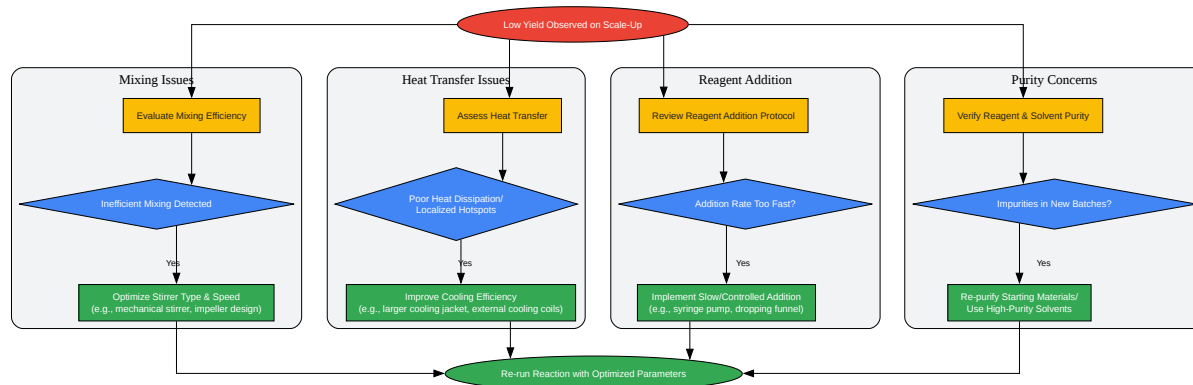 Low Yield Observed on Scale-Up
Mixing Issues
Heat Transfer Issues
Reagent Addition
Purity Concerns
Evaluate Mixing Efficiency
Assess Heat Transfer
Review Reagent Addition Protocol
Verify Reagent & Solvent Purity
Inefficient Mixing Detected
Poor Heat Dissipation/
Localized Hotspots
Addition Rate Too Fast?
Impurities in New Batches?
Yes
Yes
Yes
Yes
Optimize Stirrer Type & Speed
(e.g., mechanical stirrer, impeller design)
Improve Cooling Efficiency
(e.g., larger cooling jacket, external cooling coils)
Implement Slow/Controlled Addition
(e.g., syringe pump, dropping funnel)
Re-purify Starting Materials/
Use High-Purity Solvents
Re-run Reaction with Optimized Parameters